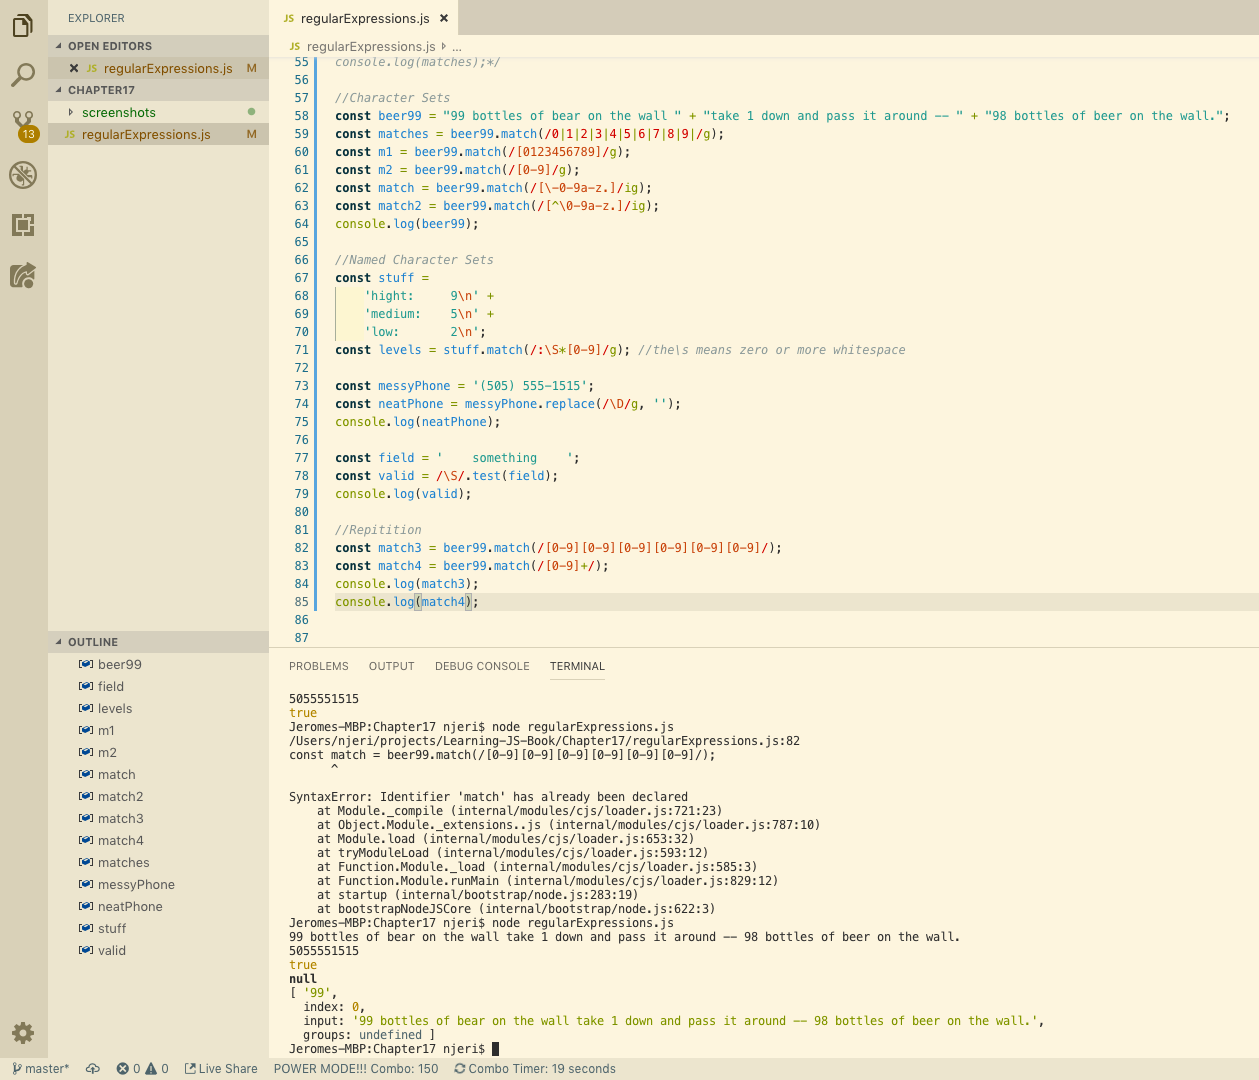 EXPLORER
OPEN EDITORS
JS regularExpressions.js M
CHAPTER17
screenshots
JS regularExpressions.js M
13
OUTLINE
beer99
field
levels
m1
m2
match
match2
match3
match4
matches
messyPhone
neatPhone
stuff
valid
JS regularExpressions.js
JS regularExpressions.js ...
55 console.log(matches);*/
56
57 //Character Sets
58 const beer99 = "99 bottles of bear on the wall " + "take 1 down and pass it around -- " + "98 bottles of beer on the wall.";
59 const matches = beer99.match(/0|1|2|3|4|5|6|7|8|9|/g);
60 const m1 = beer99.match(/[0123456789]/g);
61 const m2 = beer99.match(/[0-9]/g);
62 const match = beer99.match(/[\-0-9a-z.]/ig);
63 const match2 = beer99.match(/[^\0-9a-z.]/ig);
64 console.log(beer99);
65
66 //Named Character Sets
67 const stuff =
68     'hight:     9\n' +
69     'medium:    5\n' +
70     'low:       2\n';
71 const levels = stuff.match(/:\S*[0-9]/g); //the\s means zero or more whitespace
72
73 const messyPhone = '(505) 555-1515';
74 const neatPhone = messyPhone.replace(/\D/g, '');
75 console.log(neatPhone);
76
77 const field = '    something    ';
78 const valid = /\S/.test(field);
79 console.log(valid);
80
81 //Repitition
82 const match3 = beer99.match(/[0-9][0-9][0-9][0-9][0-9][0-9]/);
83 const match4 = beer99.match(/[0-9]+/);
84 console.log(match3);
85 console.log(match4);
86
87
PROBLEMS OUTPUT DEBUG CONSOLE TERMINAL
5055551515
true
Jeromes-MBP:Chapter17 njeri$ node regularExpressions.js
/Users/njeri/projects/Learning-JS-Book/Chapter17/regularExpressions.js:82
const match = beer99.match(/[0-9][0-9][0-9][0-9][0-9][0-9]/);
      ^
SyntaxError: Identifier 'match' has already been declared
    at Module._compile (internal/modules/cjs/loader.js:721:23)
    at Object.Module._extensions..js (internal/modules/cjs/loader.js:787:10)
    at Module.load (internal/modules/cjs/loader.js:653:32)
    at tryModuleLoad (internal/modules/cjs/loader.js:593:12)
    at Function.Module._load (internal/modules/cjs/loader.js:585:3)
    at Function.Module.runMain (internal/modules/cjs/loader.js:829:12)
    at startup (internal/bootstrap/node.js:283:19)
    at bootstrapNodeJSCore (internal/bootstrap/node.js:622:3)
Jeromes-MBP:Chapter17 njeri$ node regularExpressions.js
99 bottles of bear on the wall take 1 down and pass it around -- 98 bottles of beer on the wall.
5055551515
true
null
[ '99',
  index: 0,
  input: '99 bottles of bear on the wall take 1 down and pass it around -- 98 bottles of beer on the wall.',
  groups: undefined ]
Jeromes-MBP:Chapter17 njeri$
master* 0 0 Live Share POWER MODE!!! Combo: 150 Combo Timer: 19 seconds